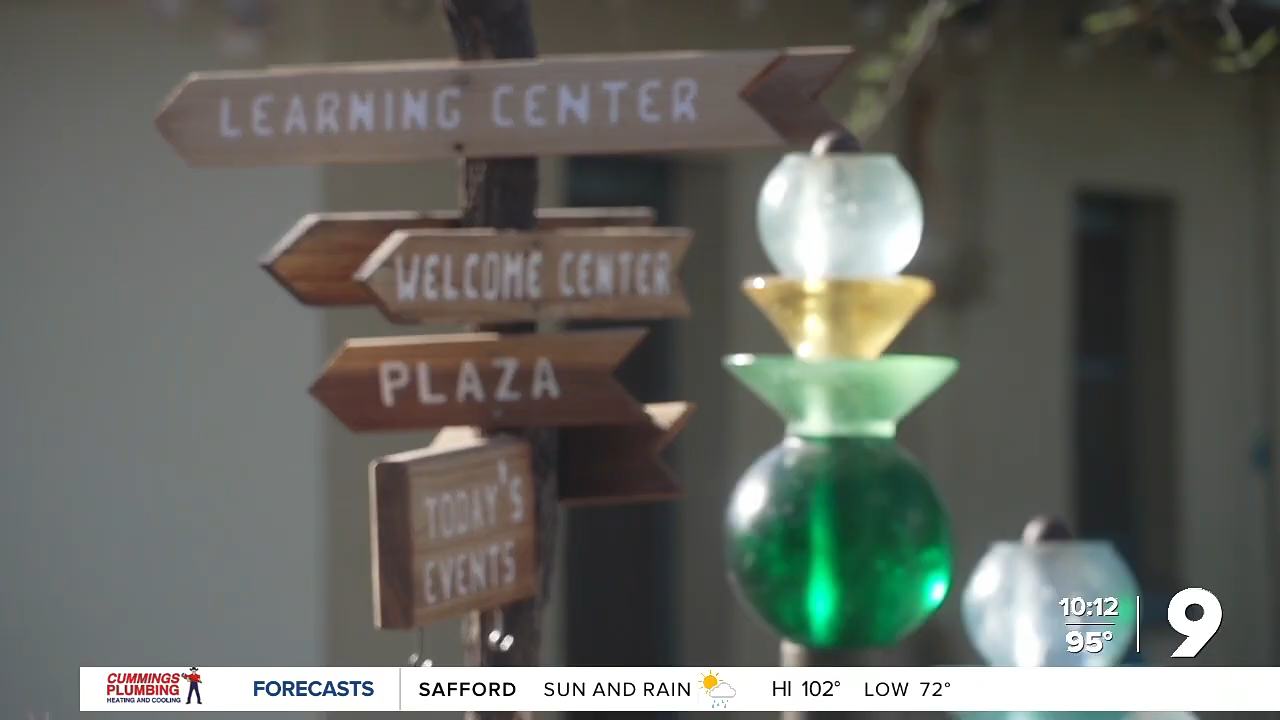 LEARNING CENTER
WELCOME CENTER
PLAZA
TODAY'S
EVENTS
10:12
95°
9
CUMMINGS
PLUMBING
HEATING AND COOLING
FORECASTS
SAFFORD SUN AND RAIN HI 102° LOW 72°